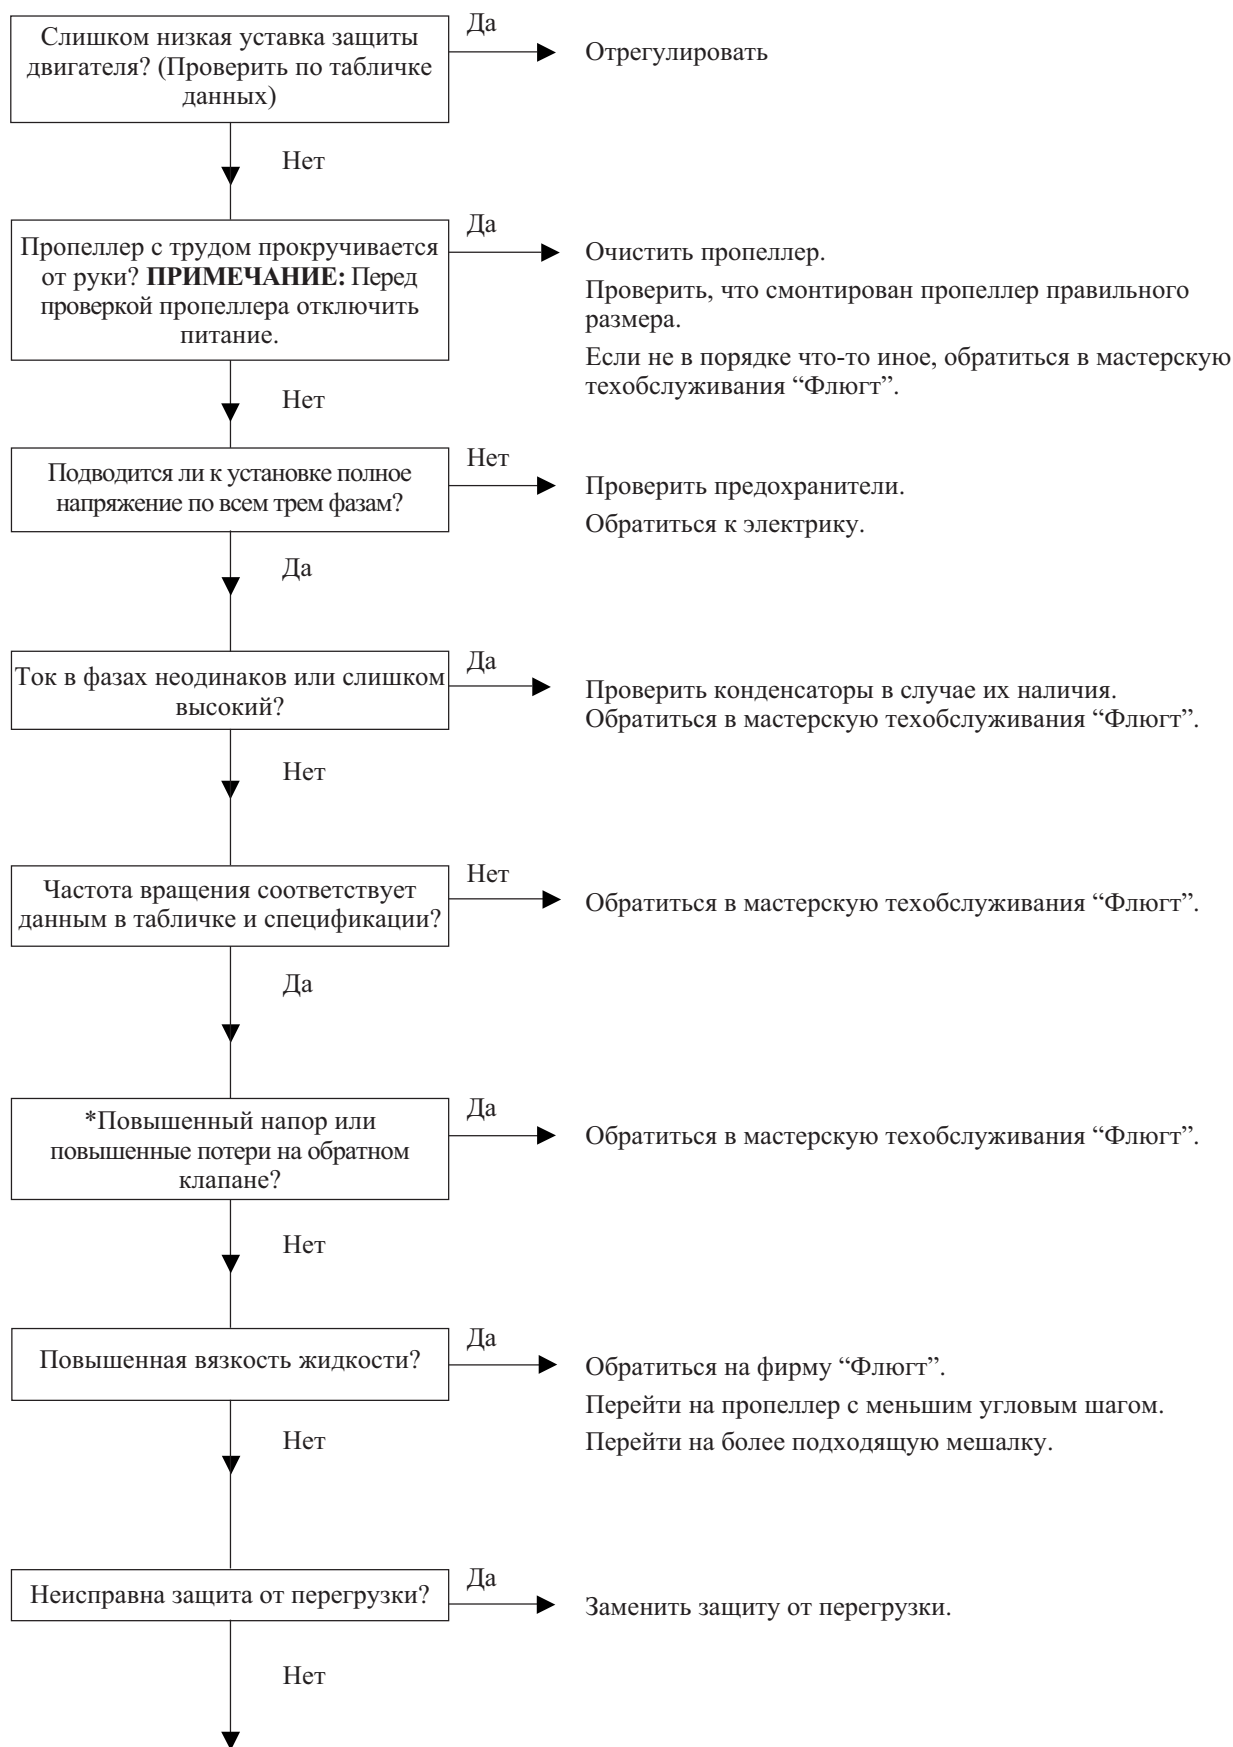 Да
Слишком низкая уставка защиты
двигателя? (Проверить по табличке
данных)
Отрегулировать
Нет
Да
Пропеллер с трудом прокручивается
от руки? ПРИМЕЧАНИЕ: Перед
проверкой пропеллера отключить
питание.
Очистить пропеллер.
Проверить, что смонтирован пропеллер правильного
размера.
Если не в порядке что-то иное, обратиться в мастерскую
техобслуживания “Флюгт”.
Нет
Нет
Подводится ли к установке полное
напряжение по всем трем фазам?
Проверить предохранители.
Обратиться к электрику.
Да
Да
Ток в фазах неодинаков или слишком
высокий?
Проверить конденсаторы в случае их наличия.
Обратиться в мастерскую техобслуживания “Флюгт”.
Нет
Нет
Частота вращения соответствует
данным в табличке и спецификации?
Обратиться в мастерскую техобслуживания “Флюгт”.
Да
Да
*Повышенный напор или
повышенные потери на обратном
клапане?
Обратиться в мастерскую техобслуживания “Флюгт”.
Нет
Да
Повышенная вязкость жидкости?
Обратиться на фирму “Флюгт”.
Перейти на пропеллер с меньшим угловым шагом.
Перейти на более подходящую мешалку.
Нет
Да
Неисправна защита от перегрузки?
Заменить защиту от перегрузки.
Нет